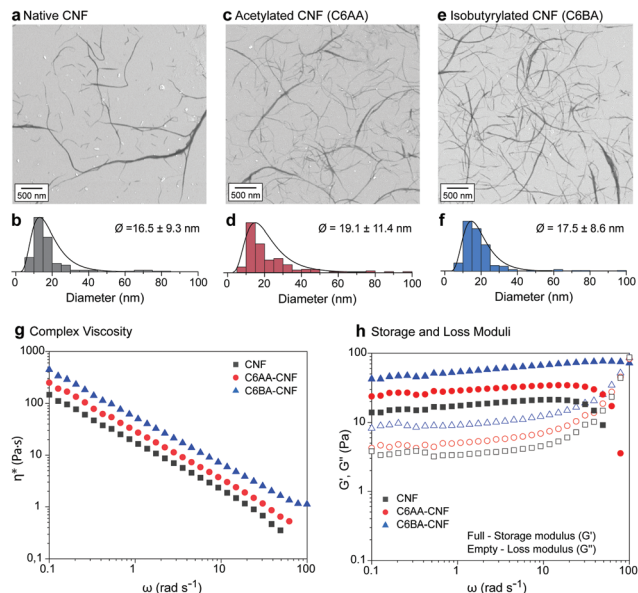 a Native CNF
c Acetylated CNF (C6AA)
e Isobutyrylated CNF (C6BA)
500 nm
500 nm
500 nm
b
Ø =16.5 ± 9.3 nm
0 20 40 60 80 100
Diameter (nm)
d
Ø = 19.1 ± 11.4 nm
0 20 40 60 80 100
Diameter (nm)
f
Ø = 17.5 ± 8.6 nm
0 20 40 60 80 100
Diameter (nm)
g Complex Viscosity
1000
100
10
1
0,1
η* (Pa·s)
CNF
C6AA-CNF
C6BA-CNF
0.1 1 10 100
ω (rad s⁻¹)
h Storage and Loss Moduli
100
10
1
0,1
G', G'' (Pa)
CNF
C6AA-CNF
C6BA-CNF
Full - Storage modulus (G')
Empty - Loss modulus (G'')
0.1 1 10 100
ω (rad s⁻¹)